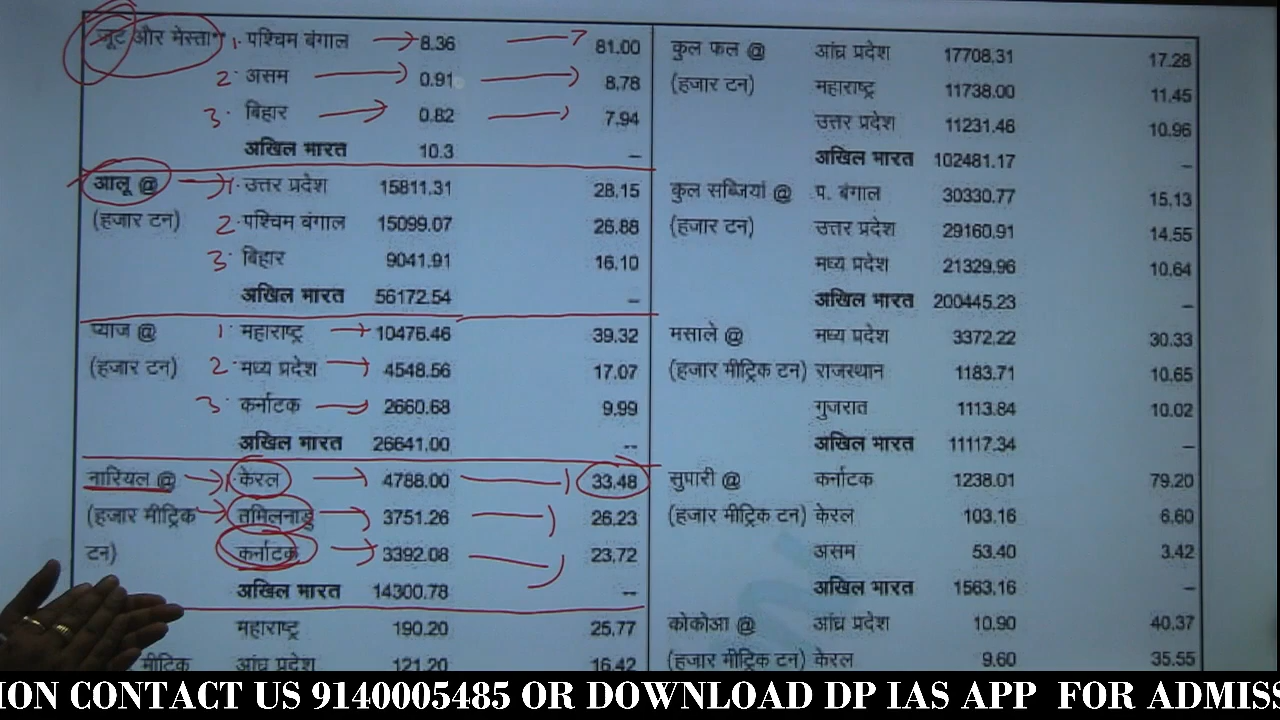 जूट और मेस्ता 1. पश्चिम बंगाल 8.36 81.00
2. असम 0.91 8.78
3. बिहार 0.82 7.94
अखिल भारत 10.3 –
आलू @ 1. उत्तर प्रदेश 15811.31 28.15
(हजार टन) 2. पश्चिम बंगाल 15099.07 26.88
3. बिहार 9041.91 16.10
अखिल भारत 56172.54 –
प्याज @ 1. महाराष्ट्र 10476.46 39.32
(हजार टन) 2. मध्य प्रदेश 4548.56 17.07
3. कर्नाटक 2660.68 9.99
अखिल भारत 26641.00 --
नारियल @ 1. केरल 4788.00 33.48
(हजार मीट्रिक तमिलनाडु 3751.26 26.23
टन) कर्नाटक 3392.08 23.72
अखिल भारत 14300.78 --
महाराष्ट्र 190.20 25.77
मीट्रिक आंध्र प्रदेश 121.20 16.42
कुल फल @ आंध्र प्रदेश 17708.31 17.28
(हजार टन) महाराष्ट्र 11738.00 11.45
उत्तर प्रदेश 11231.46 10.96
अखिल भारत 102481.17 –
कुल सब्जियां @ प. बंगाल 30330.77 15.13
(हजार टन) उत्तर प्रदेश 29160.91 14.55
मध्य प्रदेश 21329.96 10.64
अखिल भारत 200445.23 –
मसाले @ मध्य प्रदेश 3372.22 30.33
(हजार मीट्रिक टन) राजस्थान 1183.71 10.65
गुजरात 1113.84 10.02
अखिल भारत 11117.34 –
सुपारी @ कर्नाटक 1238.01 79.20
(हजार मीट्रिक टन) केरल 103.16 6.60
असम 53.40 3.42
अखिल भारत 1563.16 –
कोकोआ @ आंध्र प्रदेश 10.90 40.37
(हजार मीट्रिक टन) केरल 9.60 35.55
ION CONTACT US 9140005485 OR DOWNLOAD DP IAS APP FOR ADMISS